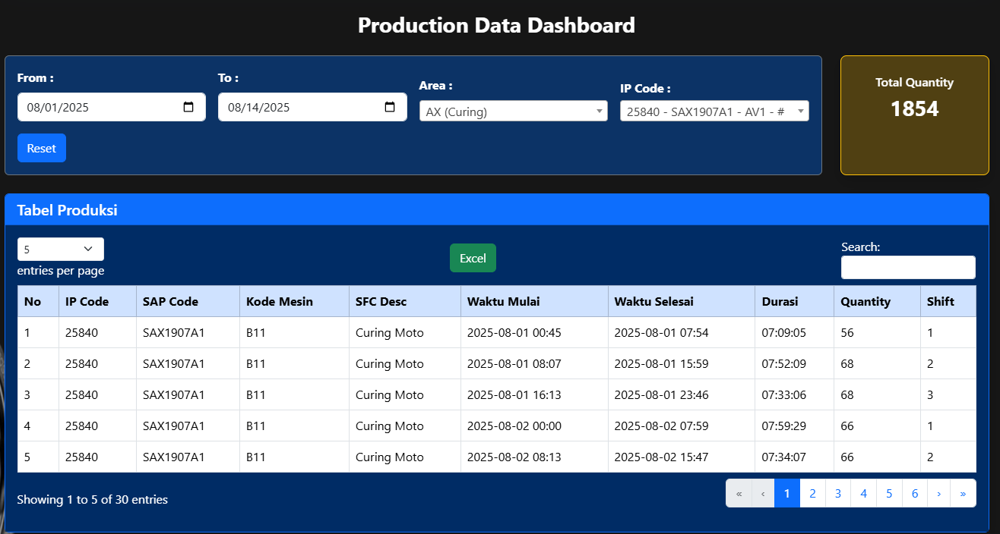 Production Data Dashboard
From :
08/01/2025
To :
08/14/2025
Area :
AX (Curing)
IP Code :
25840 - SAX1907A1 - AV1 - #
Reset
Total Quantity
1854
Tabel Produksi
5
entries per page
Excel
Search:
No IP Code SAP Code Kode Mesin SFC Desc Waktu Mulai Waktu Selesai Durasi Quantity Shift
1 25840 SAX1907A1 B11 Curing Moto 2025-08-01 00:45 2025-08-01 07:54 07:09:05 56 1
2 25840 SAX1907A1 B11 Curing Moto 2025-08-01 08:07 2025-08-01 15:59 07:52:09 68 2
3 25840 SAX1907A1 B11 Curing Moto 2025-08-01 16:13 2025-08-01 23:46 07:33:06 68 3
4 25840 SAX1907A1 B11 Curing Moto 2025-08-02 00:00 2025-08-02 07:59 07:59:29 66 1
5 25840 SAX1907A1 B11 Curing Moto 2025-08-02 08:13 2025-08-02 15:47 07:34:07 66 2
Showing 1 to 5 of 30 entries
« ‹ 1 2 3 4 5 6 › »